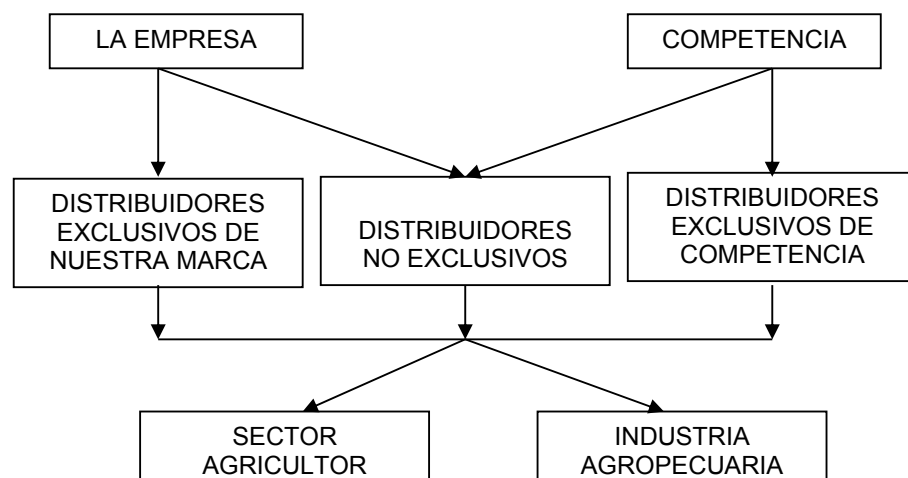 LA EMPRESA
COMPETENCIA
DISTRIBUIDORES
EXCLUSIVOS DE
NUESTRA MARCA
DISTRIBUIDORES
NO EXCLUSIVOS
DISTRIBUIDORES
EXCLUSIVOS DE
COMPETENCIA
SECTOR
AGRICULTOR
INDUSTRIA
AGROPECUARIA